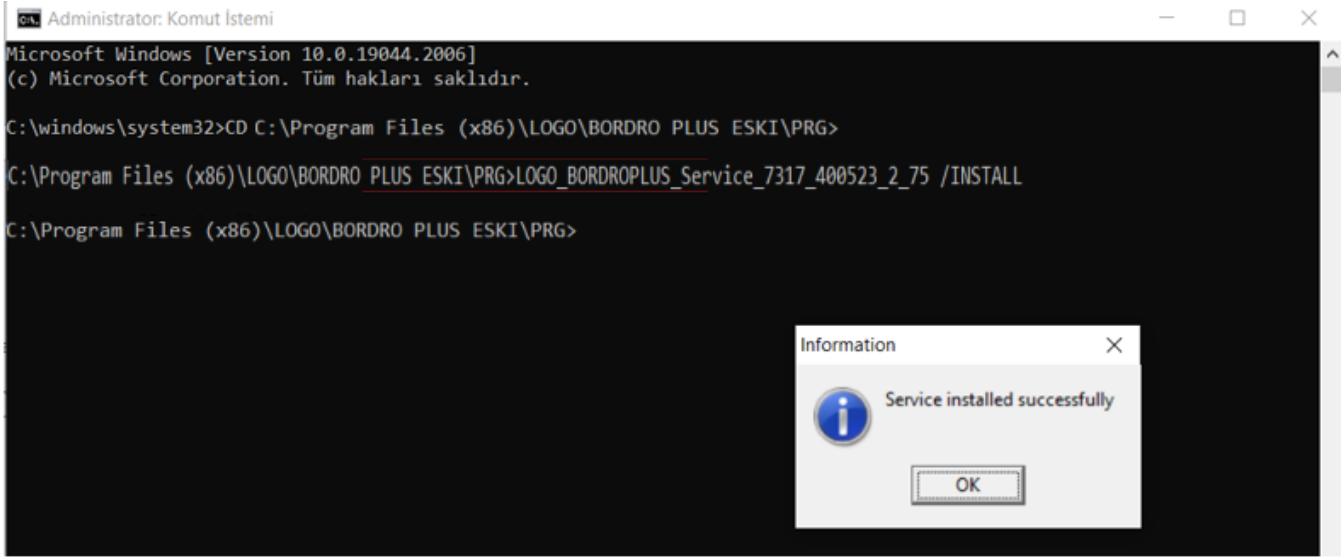 Administrator: Komut İstemi
Microsoft Windows [Version 10.0.19044.2006]
(c) Microsoft Corporation. Tüm hakları saklıdır.
C:\windows\system32>CD C:\Program Files (x86)\LOGO\BORDRO PLUS ESKI\PRG>
C:\Program Files (x86)\LOGO\BORDRO PLUS ESKI\PRG>LOGO_BORDROPLUS_Service_7317_400523_2_75 /INSTALL
C:\Program Files (x86)\LOGO\BORDRO PLUS ESKI\PRG>
Information
Service installed successfully
OK